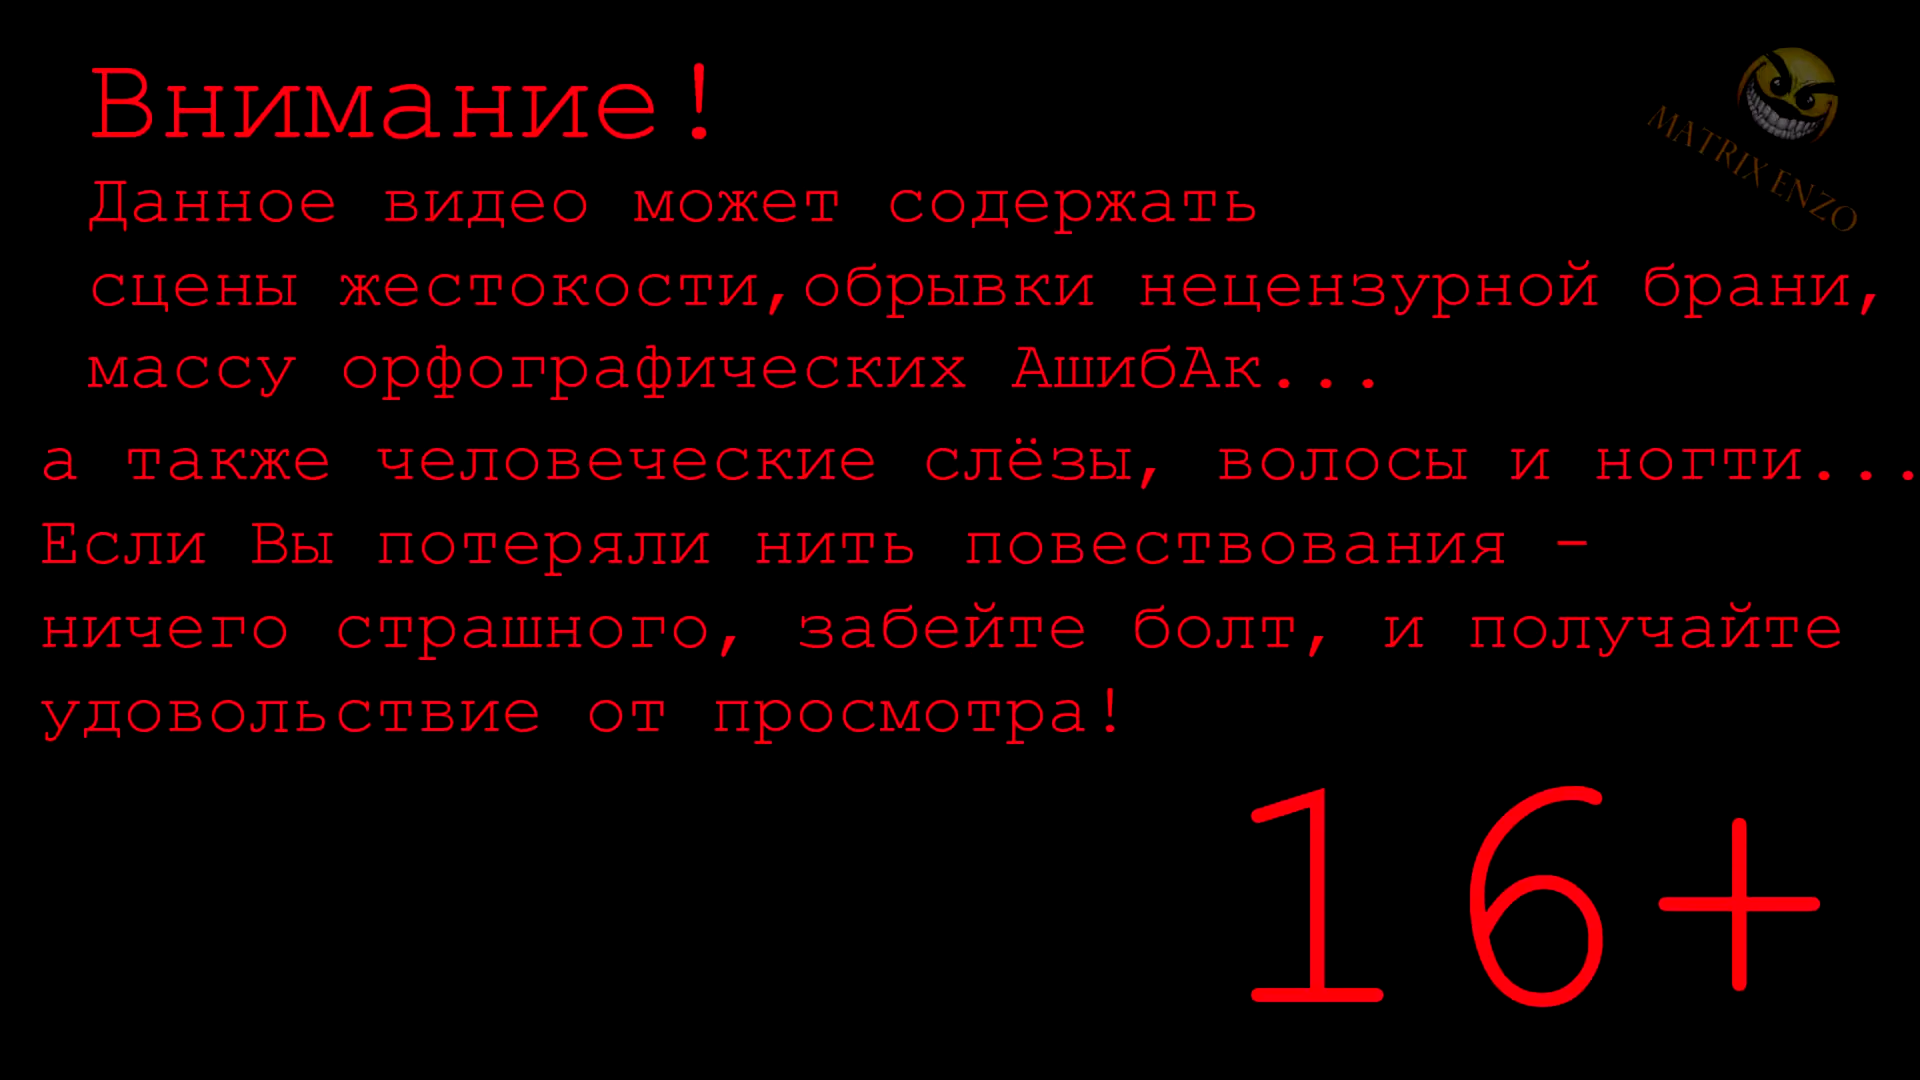 Внимание!
MATRIX ENZO
Данное видео может содержать
сцены жестокости,обрывки нецензурной брани,
массу орфографических АшибАк...
а также человеческие слёзы, волосы и ногти...
Если Вы потеряли нить повествования -
ничего страшного, забейте болт, и получайте
удовольствие от просмотра!
16+